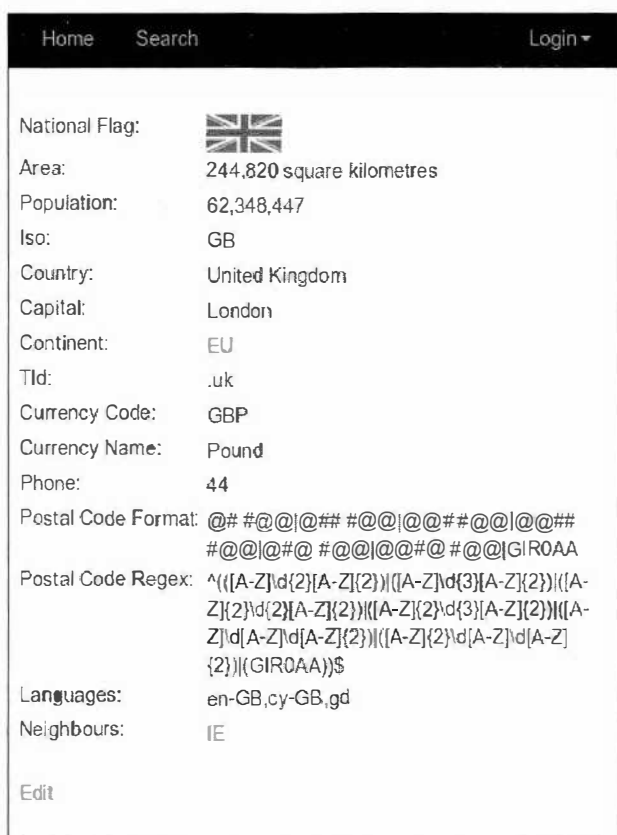 Home Search Login
National Flag:
Area: 244,820 square kilometres
Population: 62,348,447
Iso: GB
Country: United Kingdom
Capital: London
Continent: EU
Tld: .uk
Currency Code: GBP
Currency Name: Pound
Phone: 44
Postal Code Format: @# #@@|@## #@@|@@# #@@|@@##
#@@|@#@ #@@|@@#@ #@@|GIR0AA
Postal Code Regex: ^(([A-Z]\d{2}[A-Z]{2})|([A-Z]\d{3}[A-Z]{2})|([A-
Z]{2}\d{2}[A-Z]{2})|([A-Z]{2}\d{3}[A-Z]{2})|([A-
Z]\d[A-Z]\d[A-Z]{2})|([A-Z]{2}\d[A-Z]\d[A-Z]
{2})|(GIR0AA))$
Languages: en-GB,cy-GB,gd
Neighbours: IE
Edit